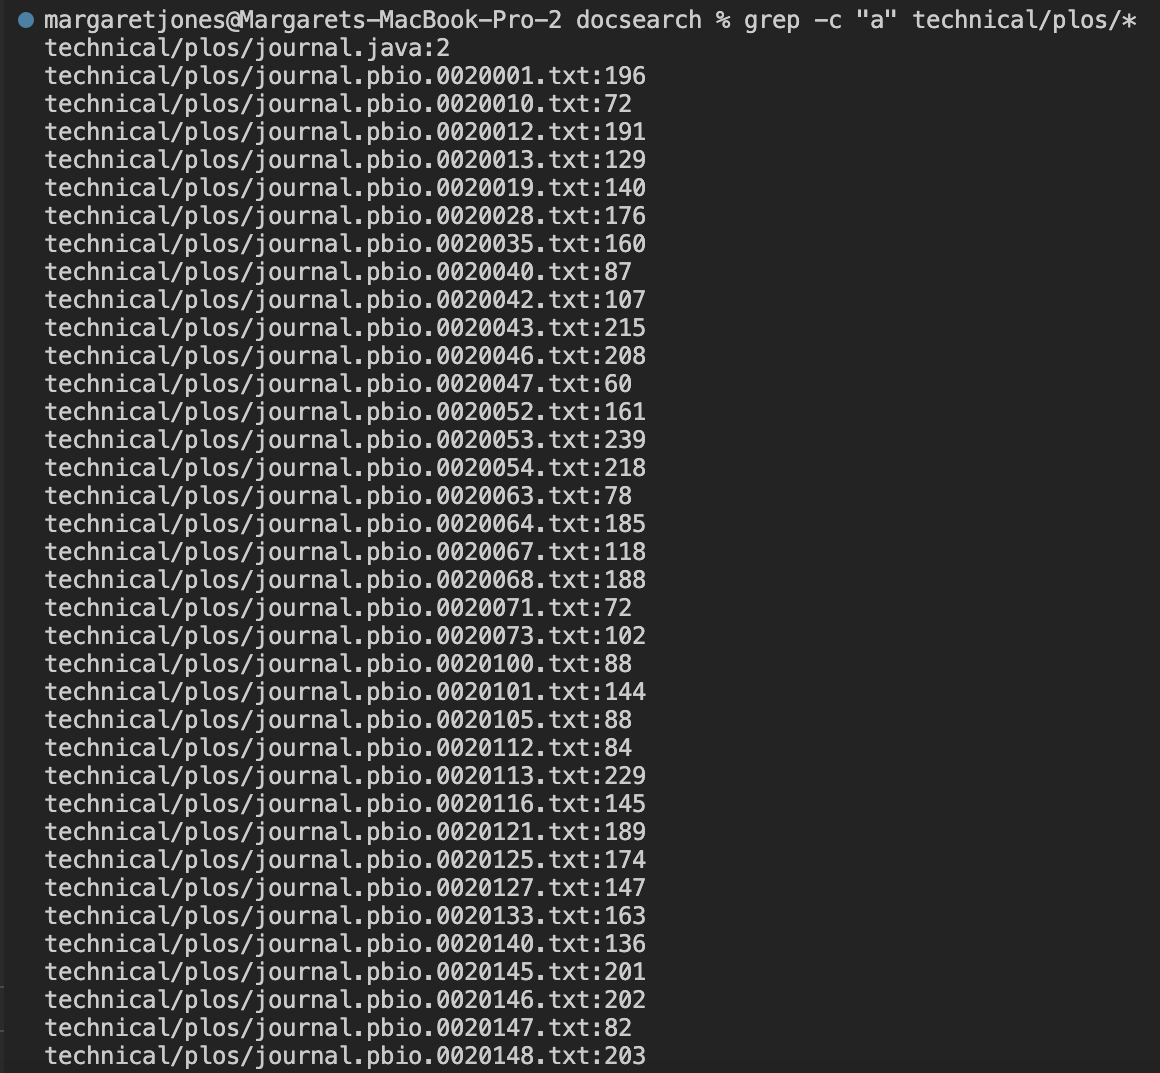 margaretjones@Margarets-MacBook-Pro-2 docsearch % grep -c "a" technical/plos/*
technical/plos/journal.java:2
technical/plos/journal.pbio.0020001.txt:196
technical/plos/journal.pbio.0020010.txt:72
technical/plos/journal.pbio.0020012.txt:191
technical/plos/journal.pbio.0020013.txt:129
technical/plos/journal.pbio.0020019.txt:140
technical/plos/journal.pbio.0020028.txt:176
technical/plos/journal.pbio.0020035.txt:160
technical/plos/journal.pbio.0020040.txt:87
technical/plos/journal.pbio.0020042.txt:107
technical/plos/journal.pbio.0020043.txt:215
technical/plos/journal.pbio.0020046.txt:208
technical/plos/journal.pbio.0020047.txt:60
technical/plos/journal.pbio.0020052.txt:161
technical/plos/journal.pbio.0020053.txt:239
technical/plos/journal.pbio.0020054.txt:218
technical/plos/journal.pbio.0020063.txt:78
technical/plos/journal.pbio.0020064.txt:185
technical/plos/journal.pbio.0020067.txt:118
technical/plos/journal.pbio.0020068.txt:188
technical/plos/journal.pbio.0020071.txt:72
technical/plos/journal.pbio.0020073.txt:102
technical/plos/journal.pbio.0020100.txt:88
technical/plos/journal.pbio.0020101.txt:144
technical/plos/journal.pbio.0020105.txt:88
technical/plos/journal.pbio.0020112.txt:84
technical/plos/journal.pbio.0020113.txt:229
technical/plos/journal.pbio.0020116.txt:145
technical/plos/journal.pbio.0020121.txt:189
technical/plos/journal.pbio.0020125.txt:174
technical/plos/journal.pbio.0020127.txt:147
technical/plos/journal.pbio.0020133.txt:163
technical/plos/journal.pbio.0020140.txt:136
technical/plos/journal.pbio.0020145.txt:201
technical/plos/journal.pbio.0020146.txt:202
technical/plos/journal.pbio.0020147.txt:82
technical/plos/journal.pbio.0020148.txt:203